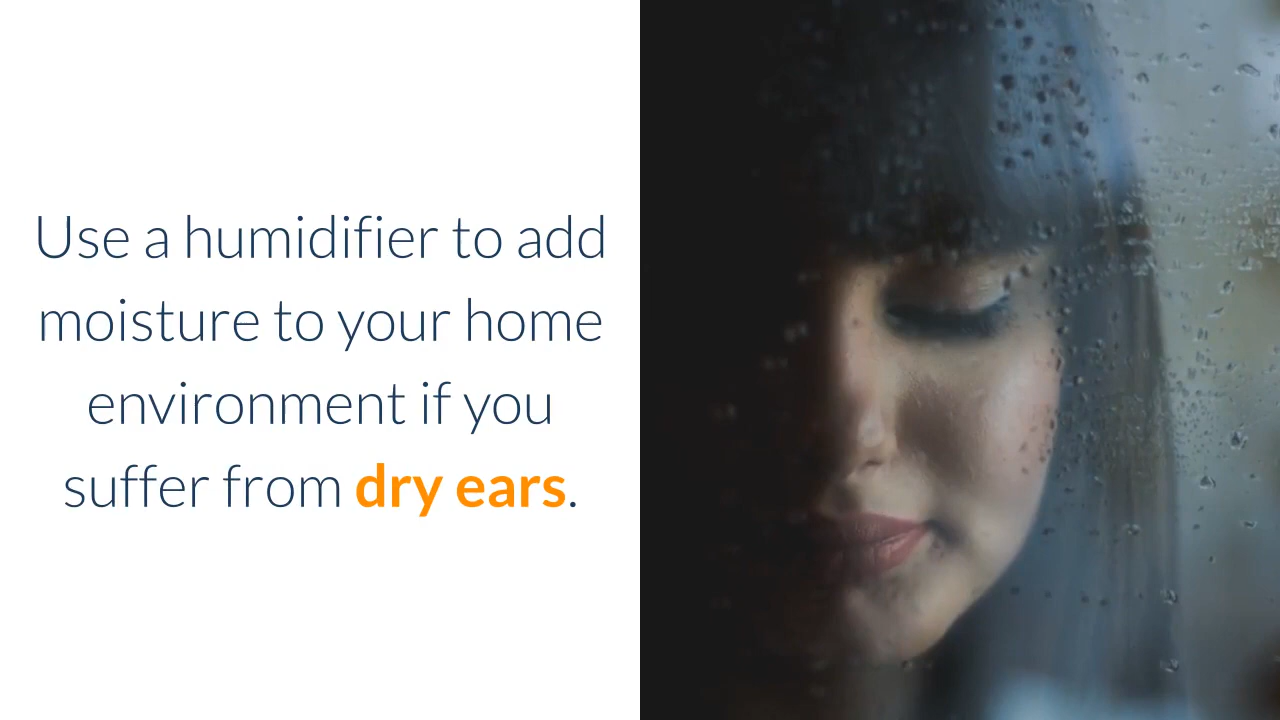 Use a humidifier to add
moisture to your home
environment if you
suffer from dry ears.